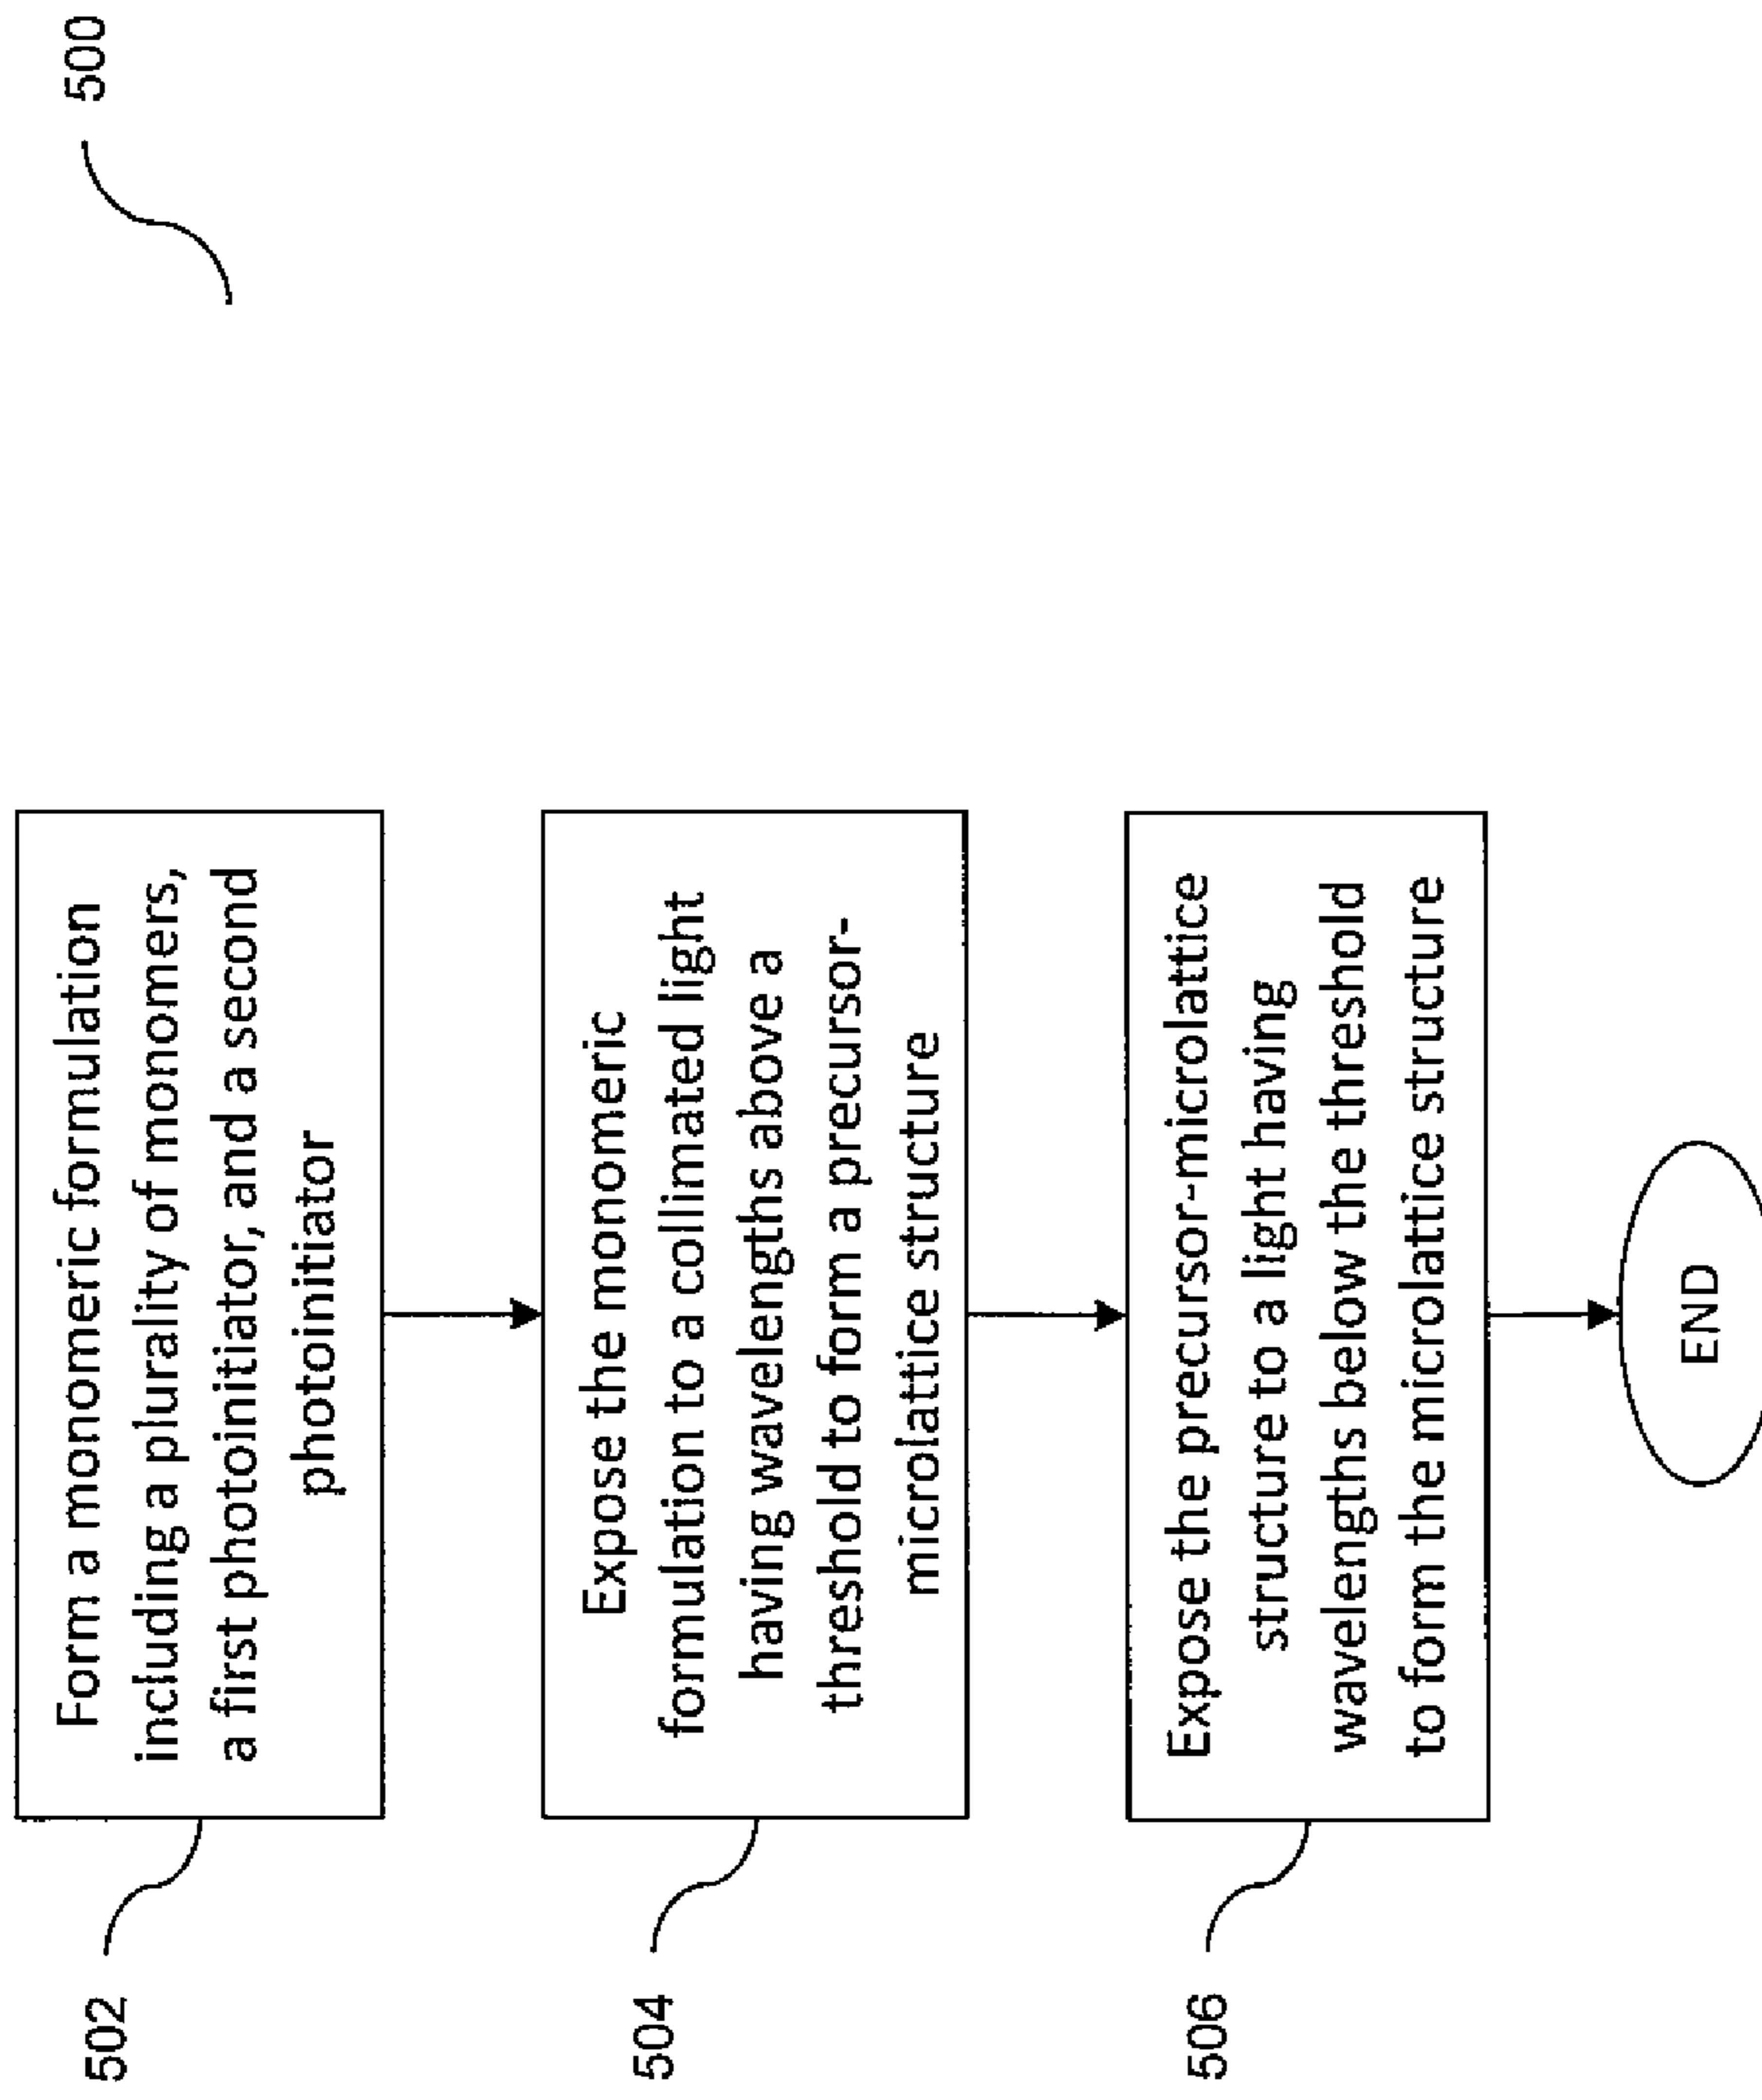 500
502
Form a monomeric formulation
including a plurality of monomers,
a first photoinitiator, and a second
photoinitiator
504
Expose the monomeric
formulation to a collimated light
having wavelengths above a
threshold to form a precursor-
microlattice structure
506
Expose the precursor-microlattice
structure to a light having
wavelengths below the threshold
to form the microlattice structure
END